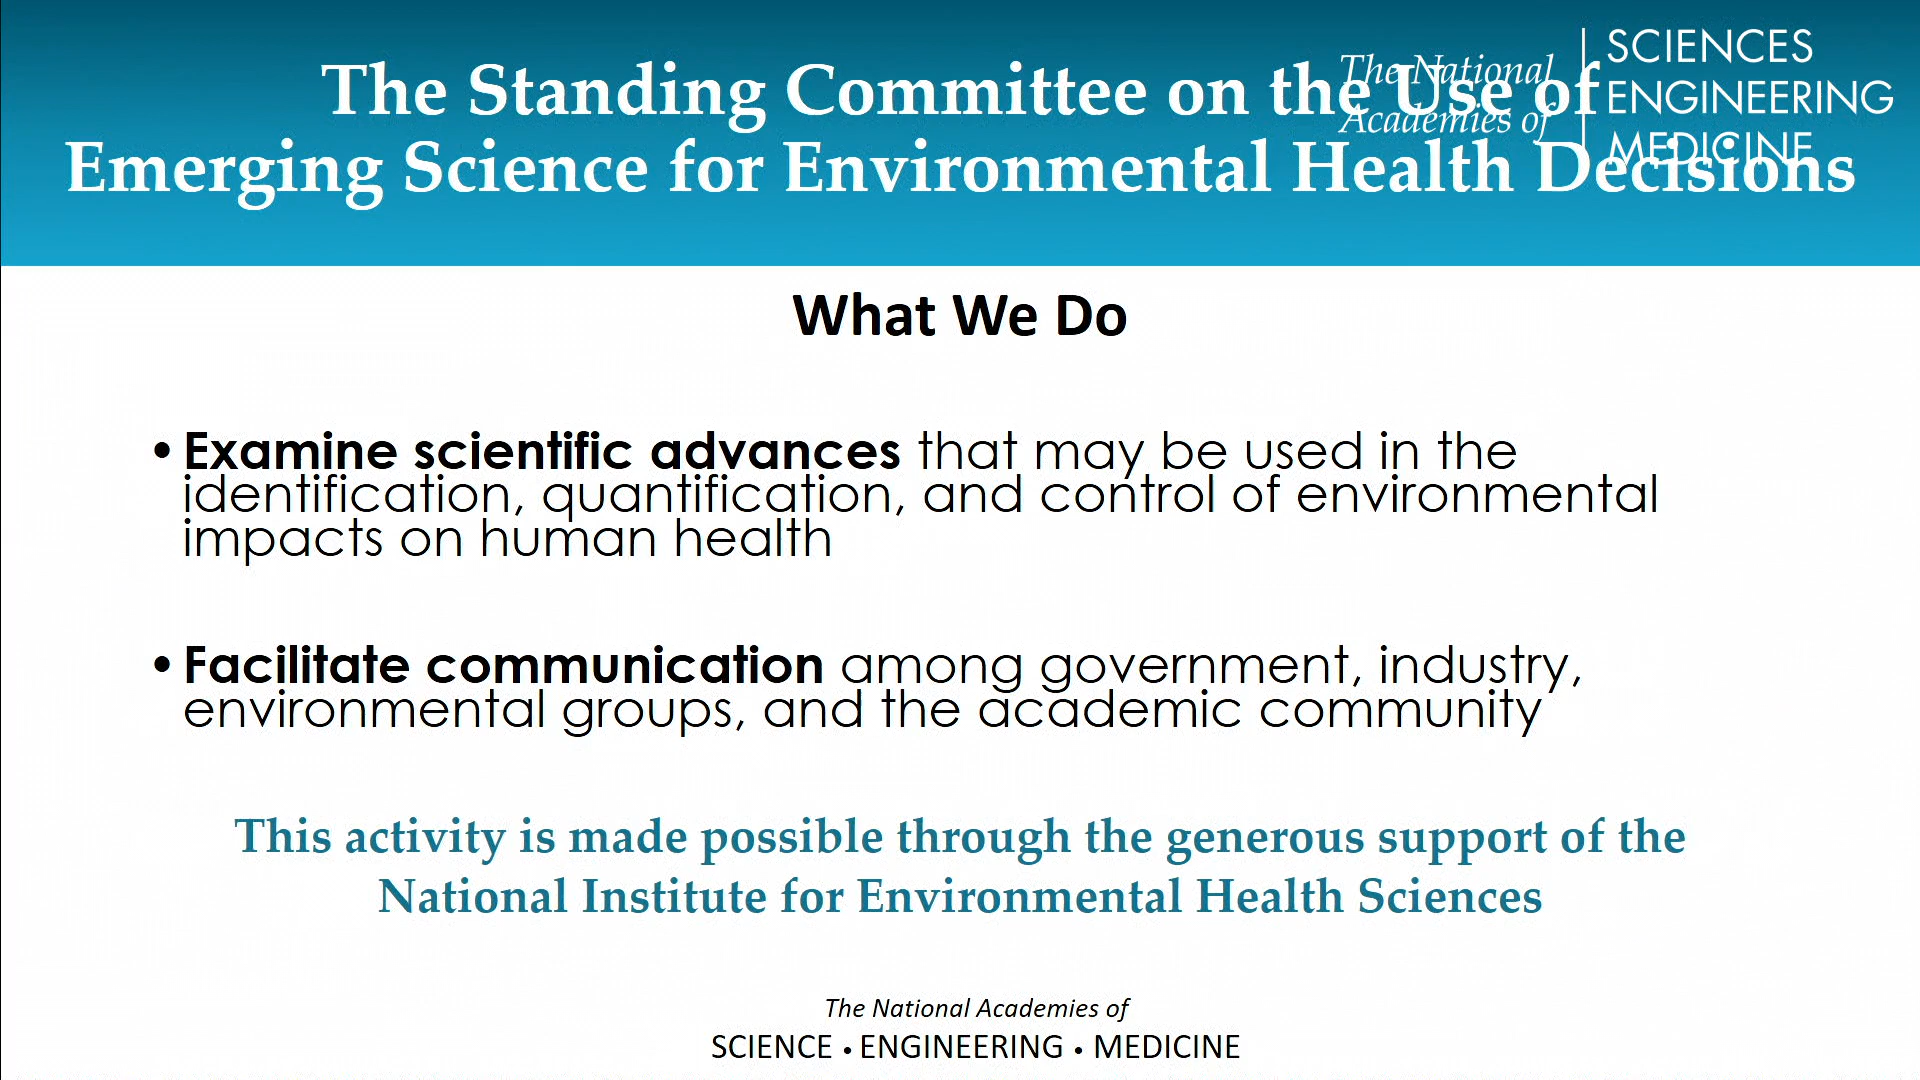 The Standing Committee on the Use of
Emerging Science for Environmental Health Decisions
The National
Academies of
SCIENCES
ENGINEERING
MEDICINE
What We Do
• Examine scientific advances that may be used in the
identification, quantification, and control of environmental
impacts on human health
• Facilitate communication among government, industry,
environmental groups, and the academic community
This activity is made possible through the generous support of the
National Institute for Environmental Health Sciences
The National Academies of
SCIENCE • ENGINEERING • MEDICINE